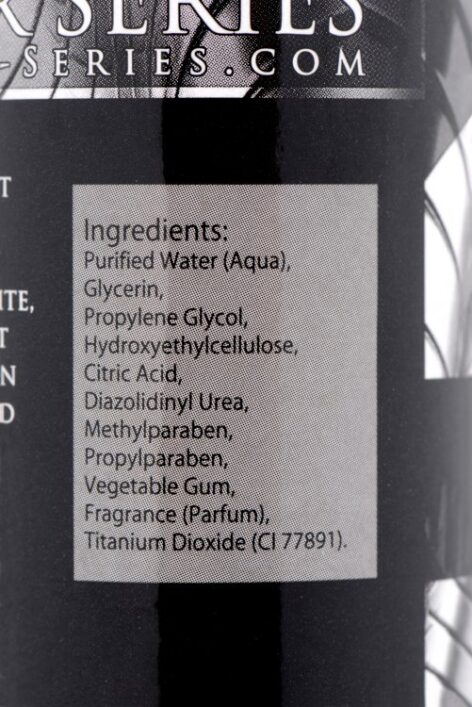 SERIES
-SERIES.COM
Ingredients:
Purified Water (Aqua),
Glycerin,
Propylene Glycol,
Hydroxyethylcellulose,
Citric Acid,
Diazolidinyl Urea,
Methylparaben,
Propylparaben,
Vegetable Gum,
Fragrance (Parfum),
Titanium Dioxide (CI 77891).